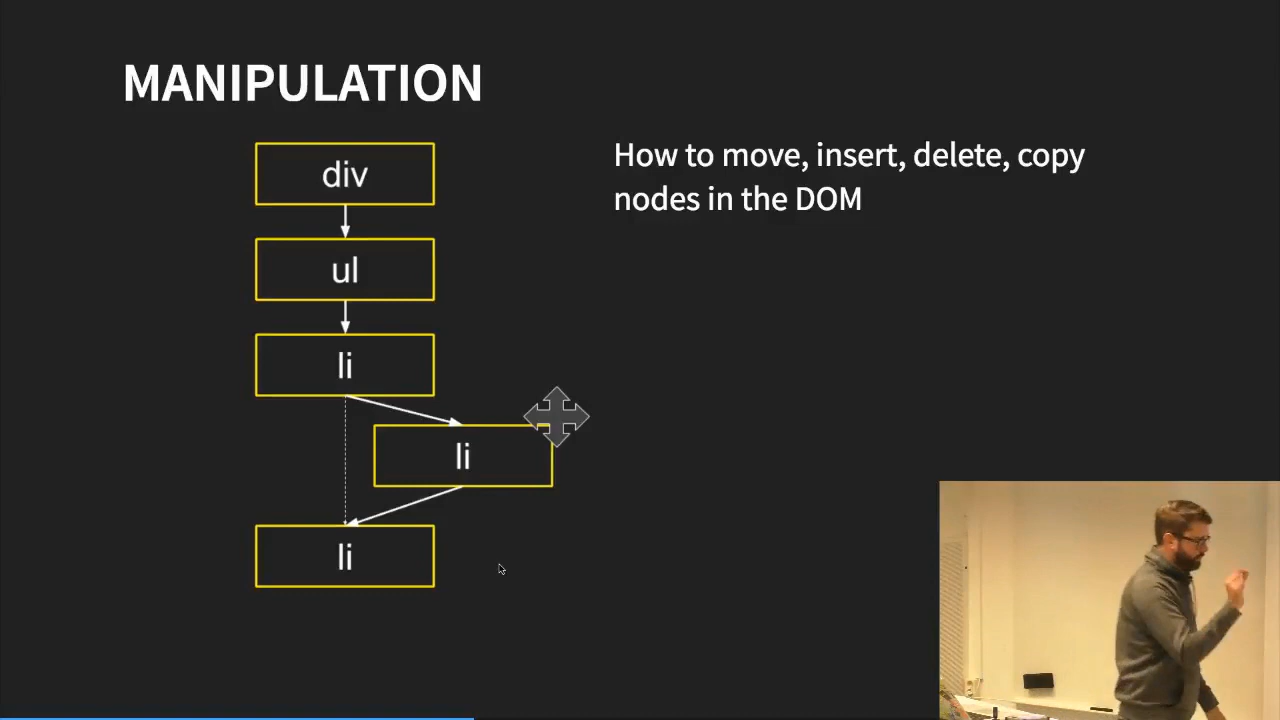 MANIPULATION
div
ul
li
li
li
How to move, insert, delete, copy
nodes in the DOM